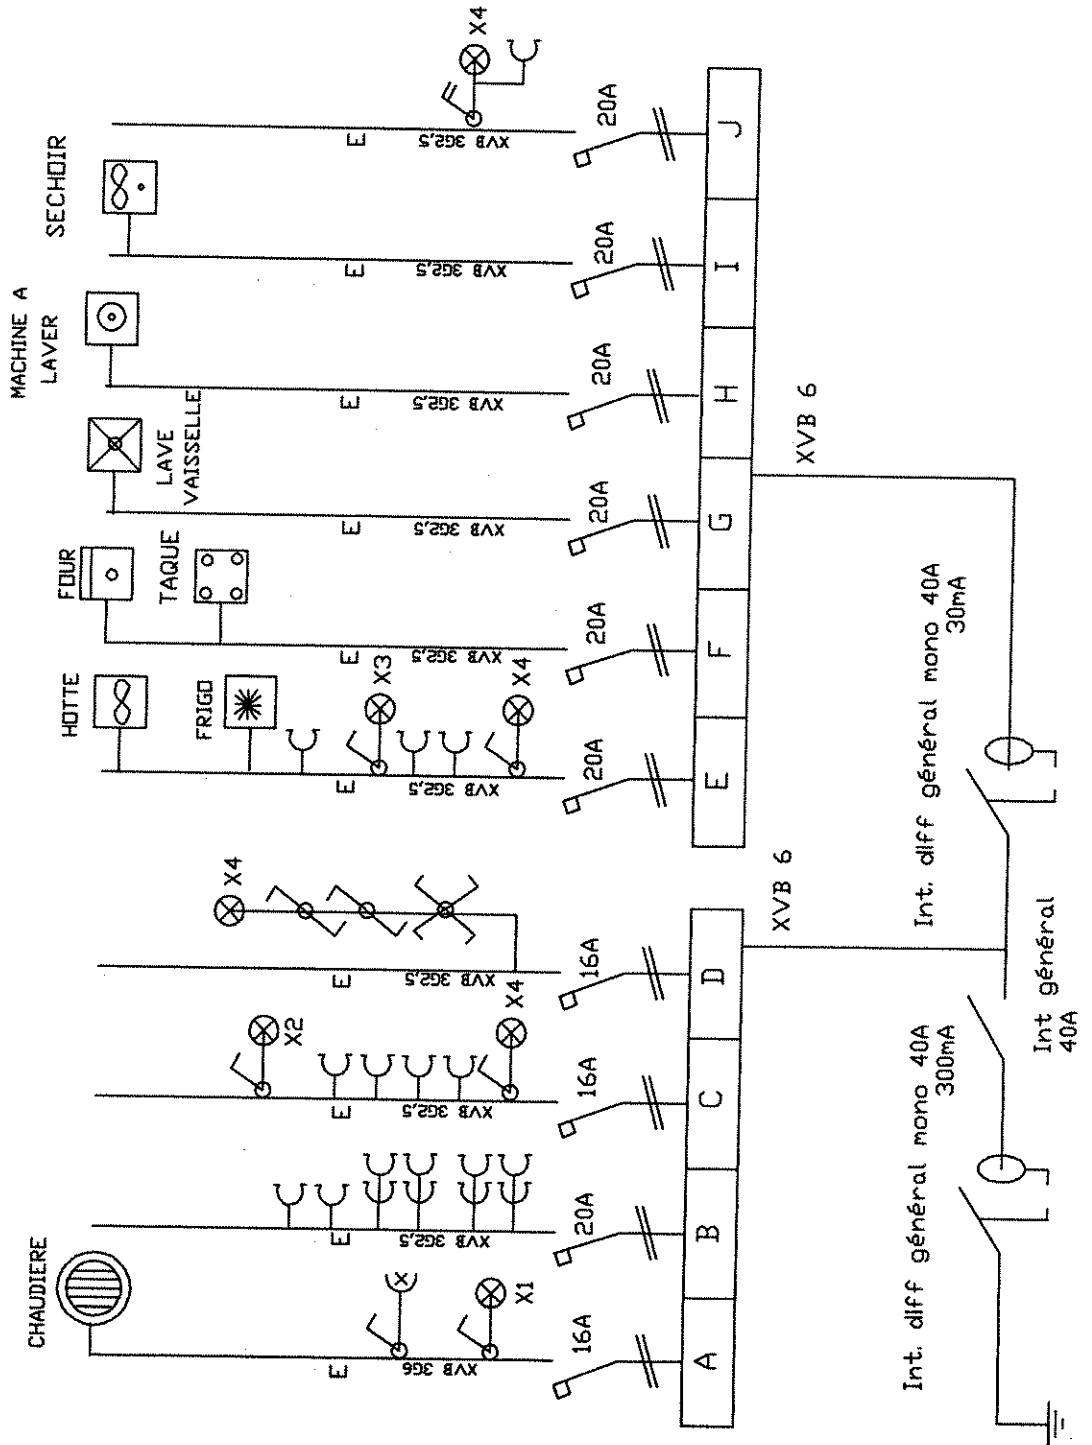 CHAUDIERE
HOTTE
FRIGO
FOUR
TAQUE
LAVE
VAISSELLE
MACHINE A
LAVER
SECHOIR
X1
E
XVB 3G6
16A
A
E
XVB 3G2,5
20A
B
X2
X4
E
XVB 3G2,5
16A
C
X4
E
XVB 3G2,5
16A
D
X3
X4
E
XVB 3G2,5
20A
E
E
XVB 3G2,5
20A
F
E
XVB 3G2,5
20A
G
E
XVB 3G2,5
20A
H
E
XVB 3G2,5
20A
I
X4
E
XVB 3G2,5
20A
J
XVB 6
XVB 6
Int. diff général mono 40A
300mA
Int général
40A
Int. diff général mono 40A
30mA